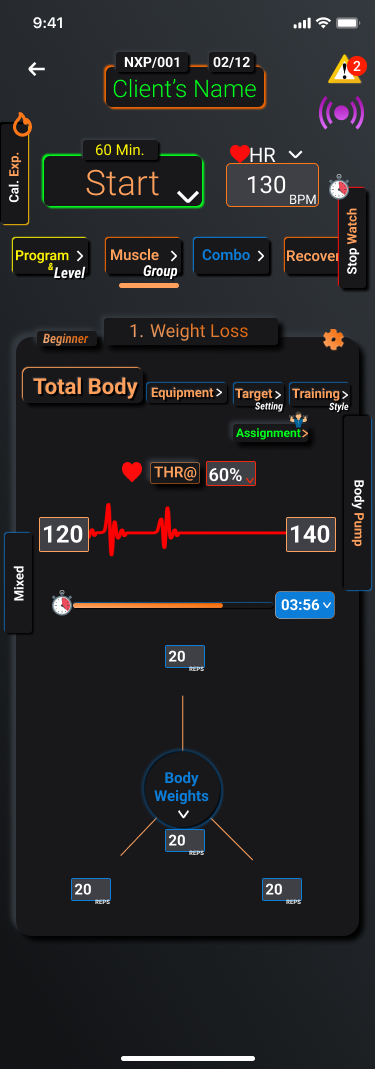 9:41
NXP/001 02/12
Client's Name
2
Cal. Exp.
60 Min.
Start
HR
130
BPM
Stop Watch
Program
&
Level
Muscle
Group
Combo
Recover
Beginner
1. Weight Loss
Total Body
Equipment
Target
Setting
Training
Style
Assignment
THR@ 60%
Body Pump
120 140
Mixed
03:56
20
REPS
Body
Weights
20
REPS
20
REPS
20
REPS